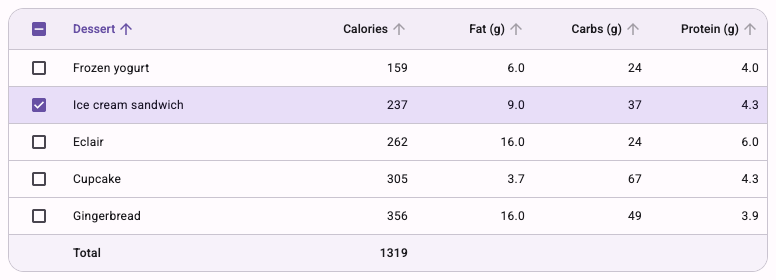 Dessert Calories Fat (g) Carbs (g) Protein (g)
Frozen yogurt 159 6.0 24 4.0
Ice cream sandwich 237 9.0 37 4.3
Eclair 262 16.0 24 6.0
Cupcake 305 3.7 67 4.3
Gingerbread 356 16.0 49 3.9
Total 1319